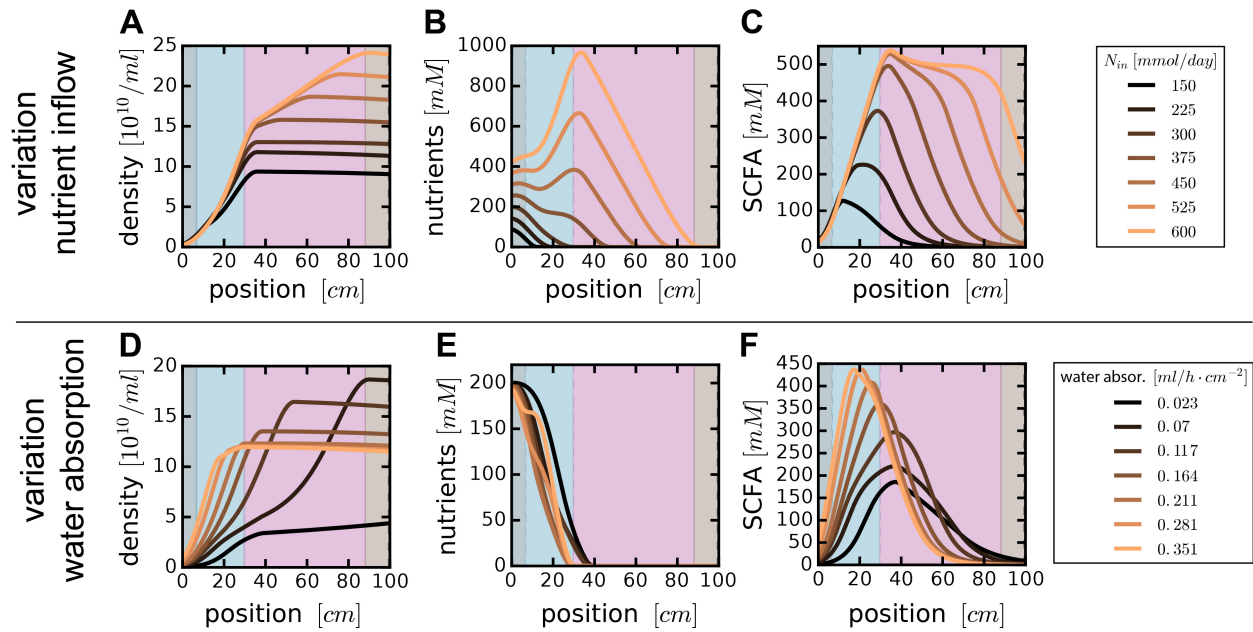 A
B
C
variation
nutrient inflow
density [10^10/ml]
25
20
15
10
5
0
0 20 40 60 80 100
position [cm]
nutrients [mM]
1000
800
600
400
200
0
0 20 40 60 80 100
position [cm]
SCFA [mM]
500
400
300
200
100
0
0 20 40 60 80 100
position [cm]
N_in [mmol/day]
150
225
300
375
450
525
600
D
E
F
variation
water absorption
density [10^10/ml]
20
15
10
5
0
0 20 40 60 80 100
position [cm]
nutrients [mM]
200
150
100
50
0
0 20 40 60 80 100
position [cm]
SCFA [mM]
450
400
350
300
250
200
150
100
50
0
0 20 40 60 80 100
position [cm]
water absor. [ml/h · cm^−2]
0.023
0.07
0.117
0.164
0.211
0.281
0.351